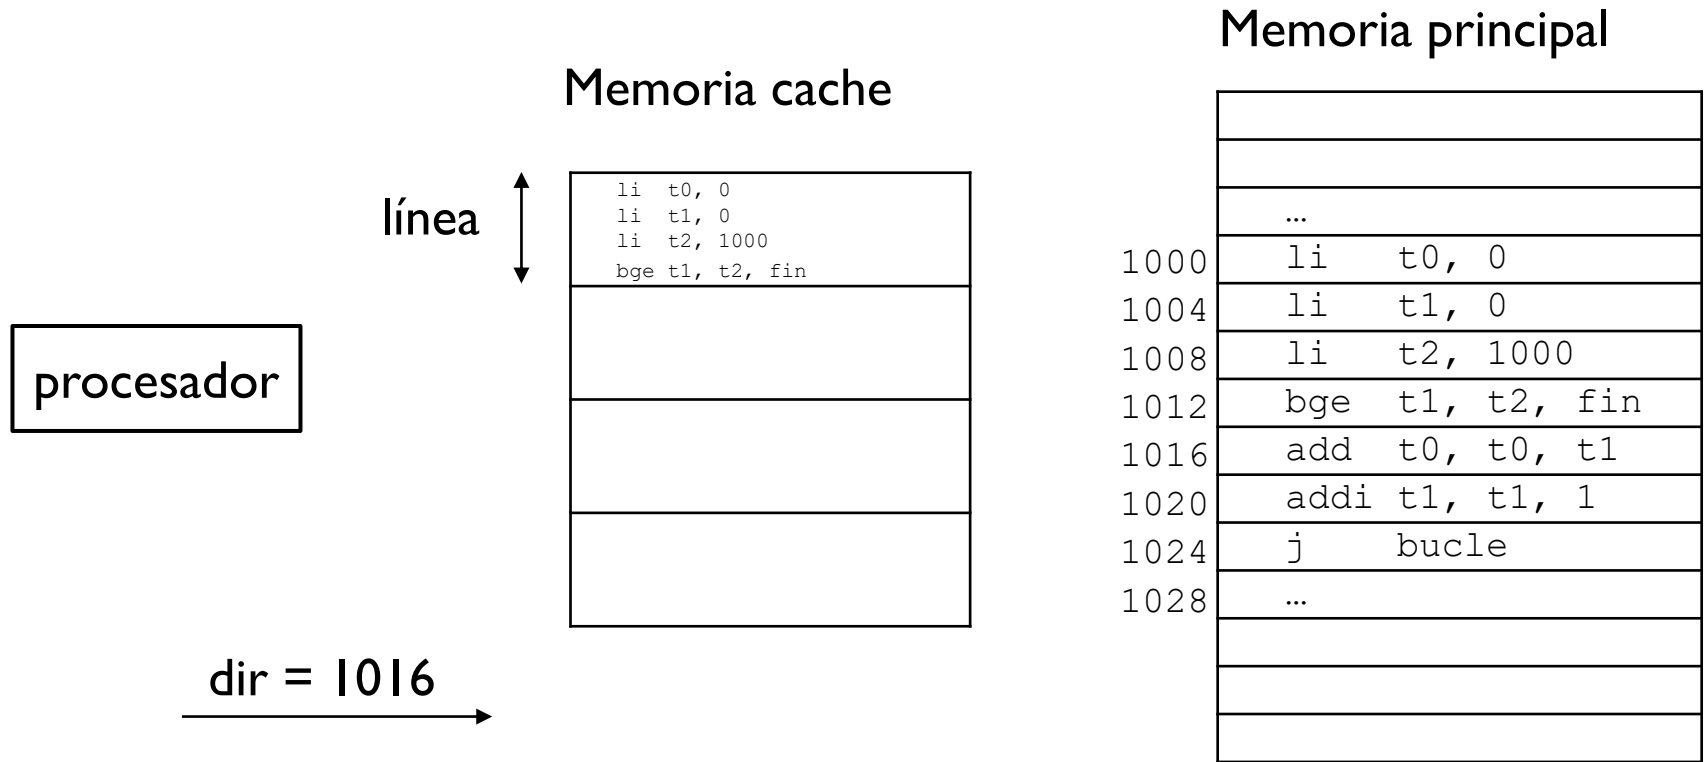 Memoria principal
Memoria cache
línea
li t0, 0
li t1, 0
li t2, 1000
bge t1, t2, fin
procesador
dir = 1016
…
1000 li t0, 0
1004 li t1, 0
1008 li t2, 1000
1012 bge t1, t2, fin
1016 add t0, t0, t1
1020 addi t1, t1, 1
1024 j bucle
1028 …